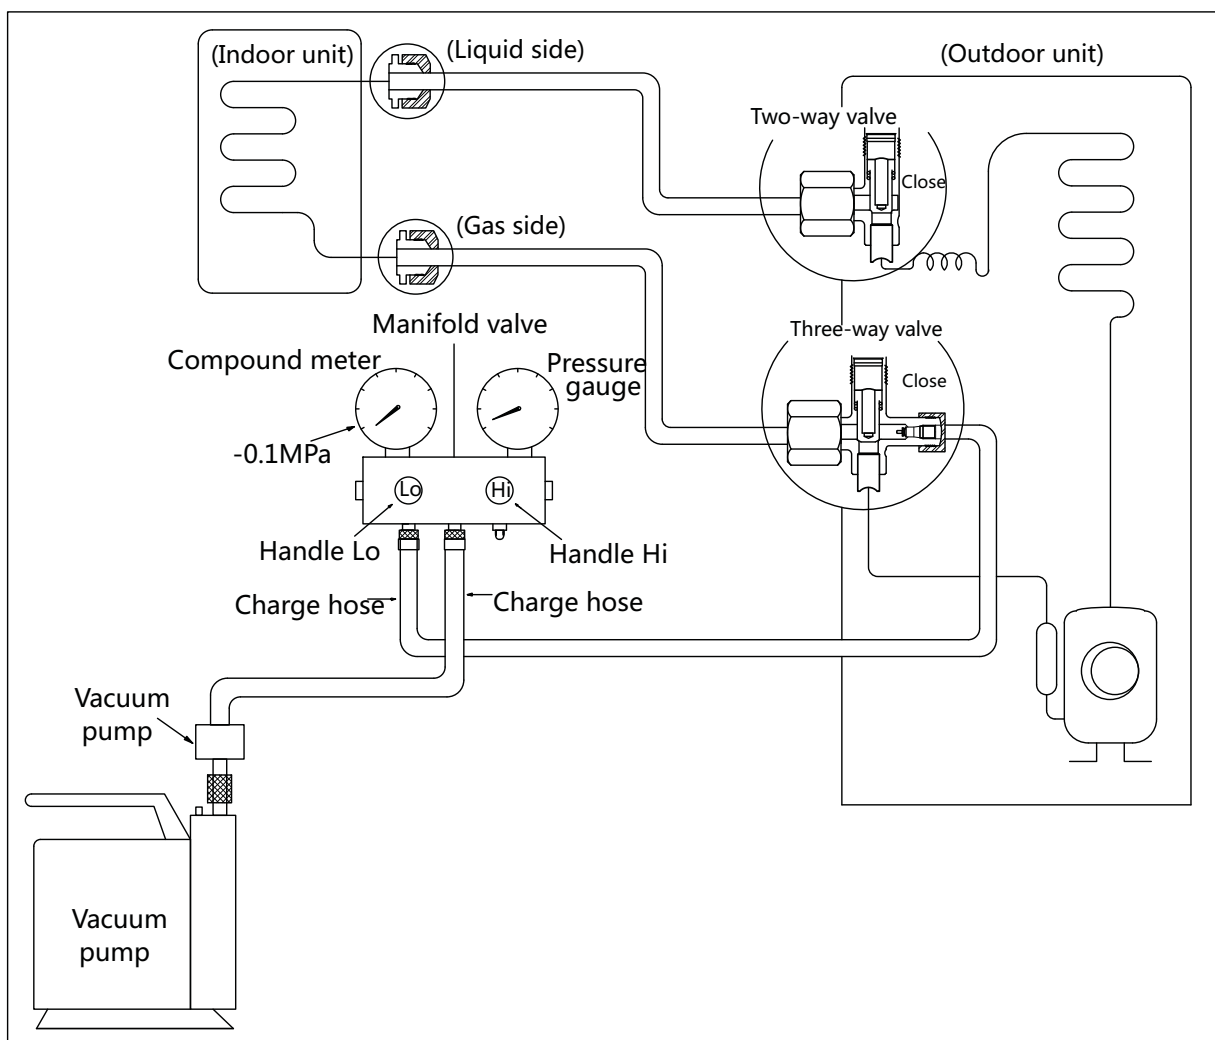 (Indoor unit)
(Liquid side)
(Outdoor unit)
Two-way valve
Close
(Gas side)
Manifold valve
Three-way valve
Compound meter
Pressure
gauge
Close
-0.1MPa
Lo
Hi
Handle Lo
Handle Hi
Charge hose
Charge hose
Vacuum
pump
Vacuum
pump